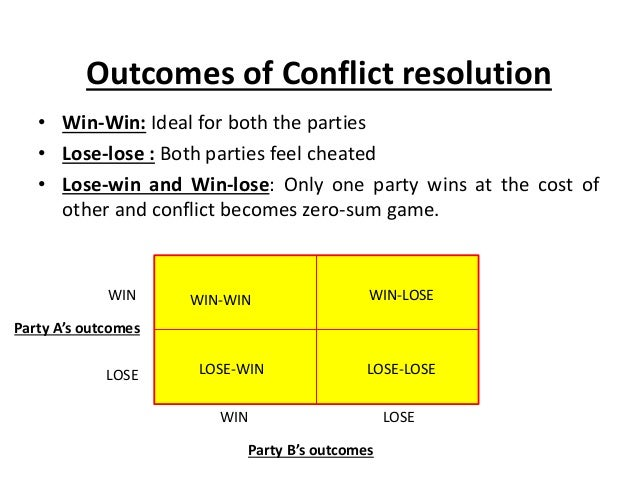 Outcomes of Conflict resolution
• Win-Win: Ideal for both the parties
• Lose-lose : Both parties feel cheated
• Lose-win and Win-lose: Only one party wins at the cost of
other and conflict becomes zero-sum game.
WIN
WIN-WIN
WIN-LOSE
Party A’s outcomes
LOSE
LOSE-WIN
LOSE-LOSE
WIN
LOSE
Party B’s outcomes